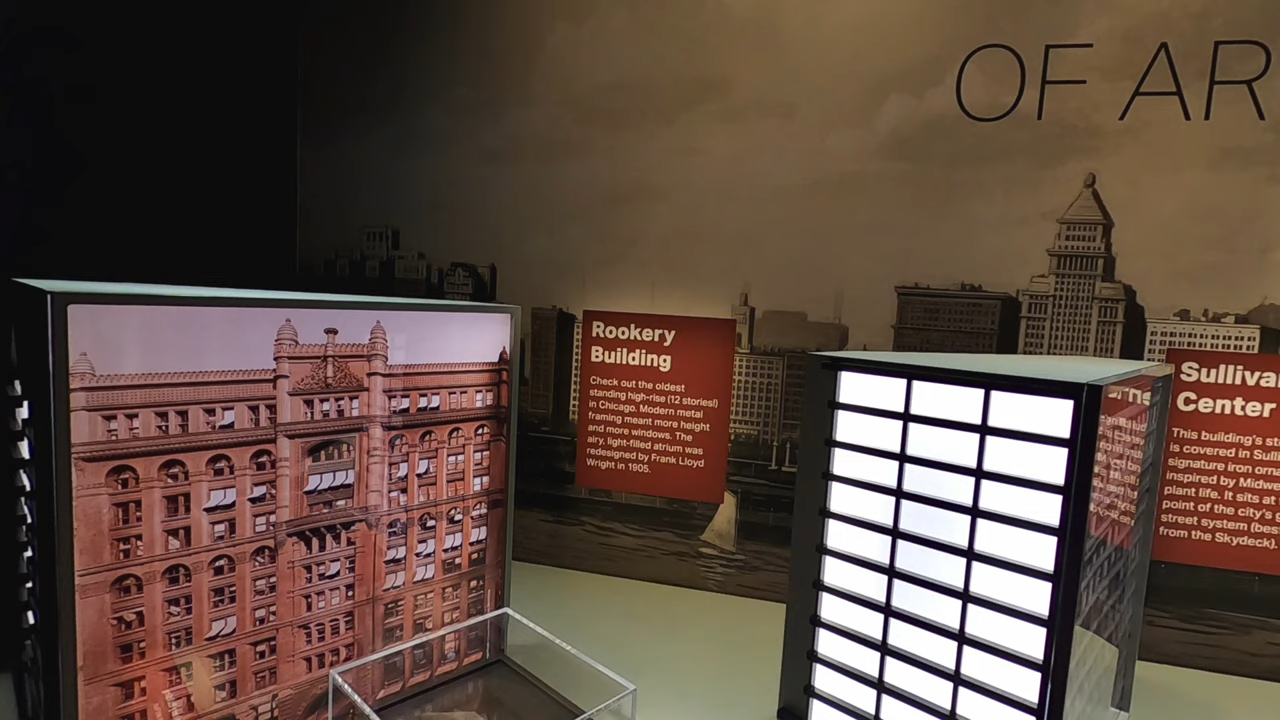 OF AR
Rookery
Building
Check out the oldest
standing high-rise (12 stories!)
in Chicago. Modern metal
framing meant more height
and more windows. The
airy, light-filled atrium was
redesigned by Frank Lloyd
Wright in 1905.
Sullivan
Center
This building's st
is covered in Sulli
signature iron orna
inspired by Midwe
plant life. It sits at
point of the city's
street system (bes
from the Skydeck).